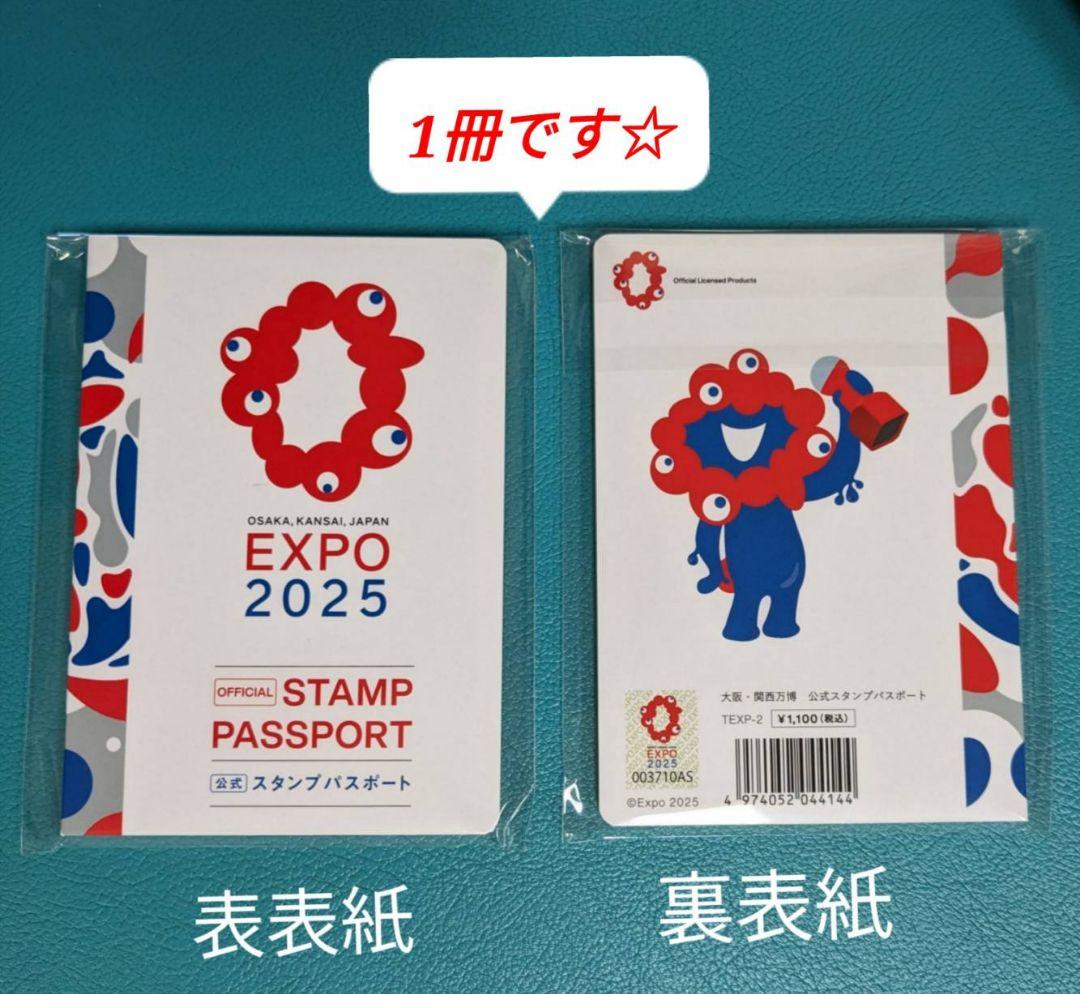 1冊です☆
OSAKA, KANSAI, JAPAN
EXPO
2025
OFFICIAL STAMP
PASSPORT
公式 スタンプパスポート
表表紙
Official Licensed Products
大阪・関西万博 公式スタンプパスポート
TEXP-2 ¥1,100(税込)
EXPO
2025
003710AS
©Expo 2025
4 974052 044144
裏表紙